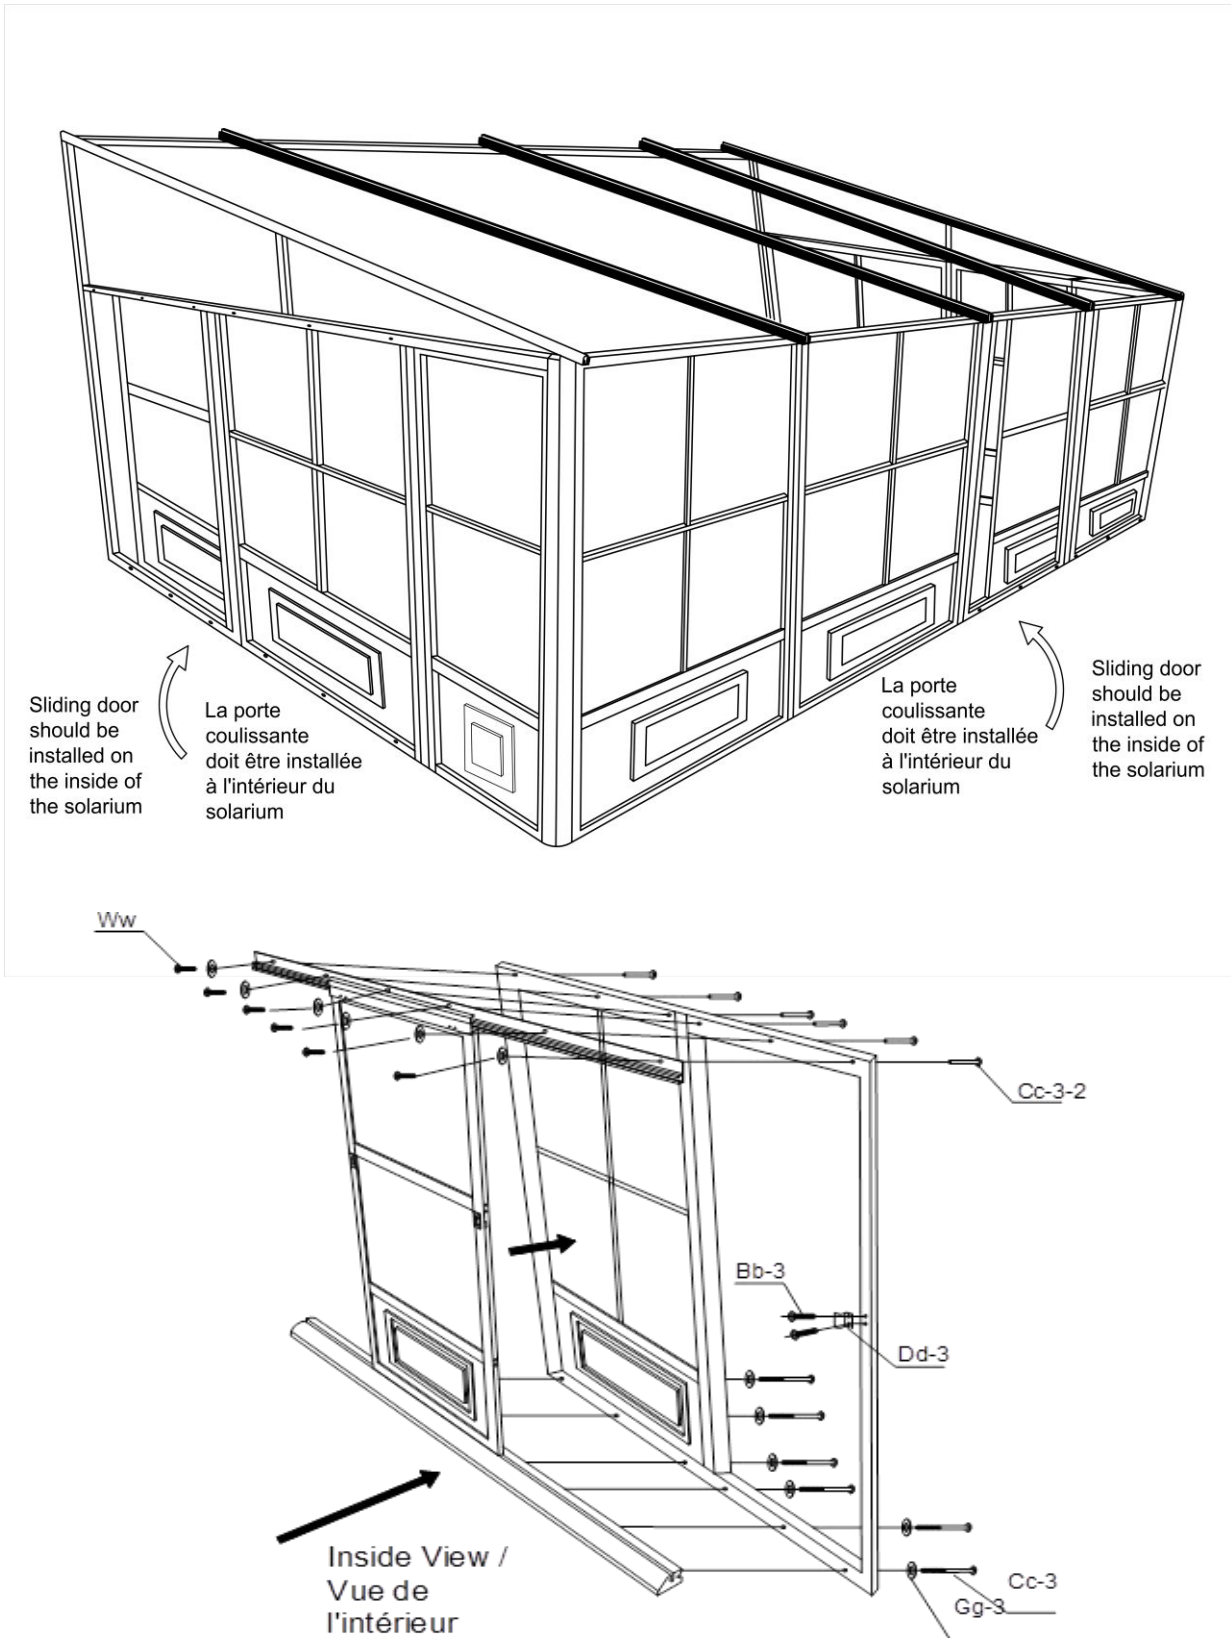 Sliding door
should be
installed on
the inside of
the solarium
La porte
coulissante
doit être installée
à l'intérieur du
solarium
La porte
coulissante
doit être installée
à l'intérieur du
solarium
Sliding door
should be
installed on
the inside of
the solarium
Ww
Cc-3-2
Bb-3
Dd-3
Inside View /
Vue de
l'intérieur
Cc-3
Gg-3